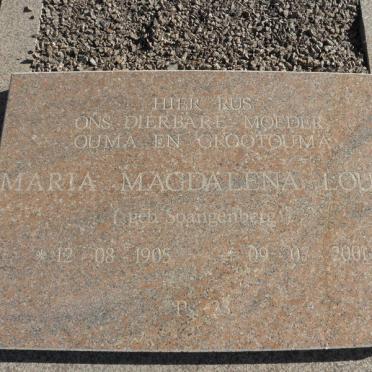 HIER RUS
ONS DIERBARE MOEDER
OUMA EN GROOTOUMA
MARIA MAGDALENA LOU
(geb. Spangenberg)
* 12 08 1905 - 09 03 2001
Ps 23